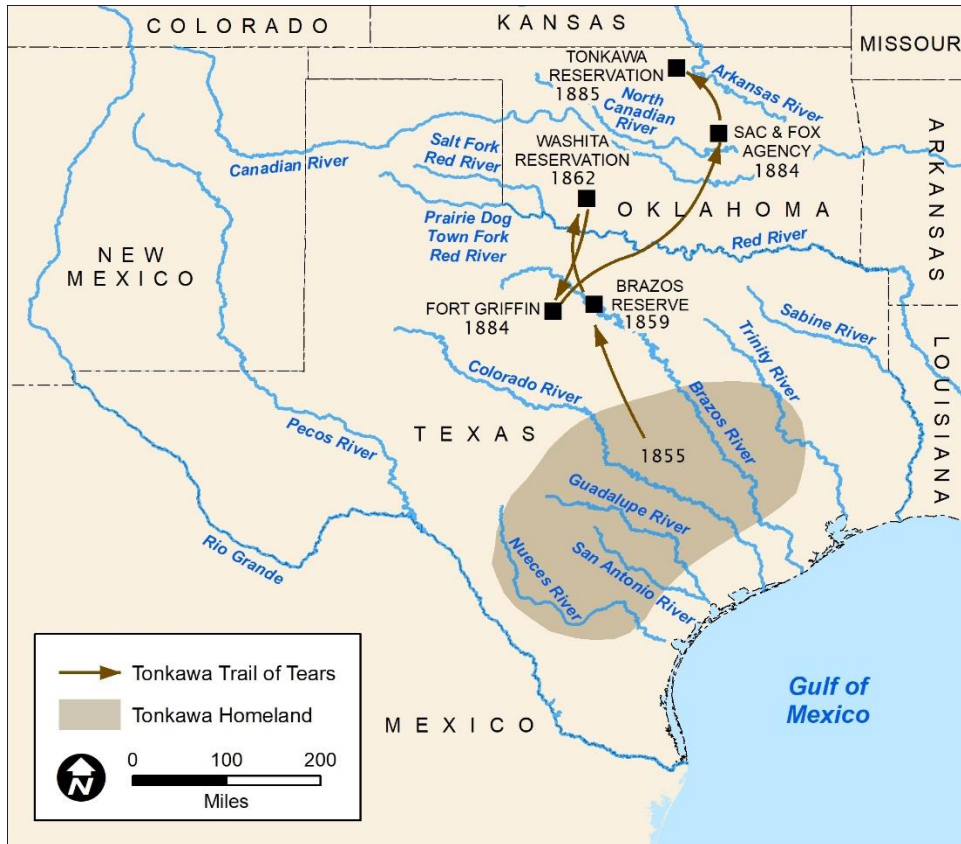 COLORADO
KANSAS
MISSOUR
TONKAWA
RESERVATION
1885
Arkansas River
North
Canadian
River
SAC & FOX
AGENCY
1884
ARKANSAS
Salt Fork
Red River
WASHITA
RESERVATION
1862
Canadian River
OKLAHOMA
Prairie Dog
Town Fork
Red River
Red River
NEW
MEXICO
FORT GRIFFIN
1884
BRAZOS
RESERVE
1859
Sabine River
Trinity River
LOUISIANA
Colorado River
Brazos River
TEXAS
Pecos River
1855
Guadalupe River
Rio Grande
Nueces River
San Antonio River
Tonkawa Trail of Tears
Tonkawa Homeland
N
0 100 200
Miles
MEXICO
Gulf of
Mexico